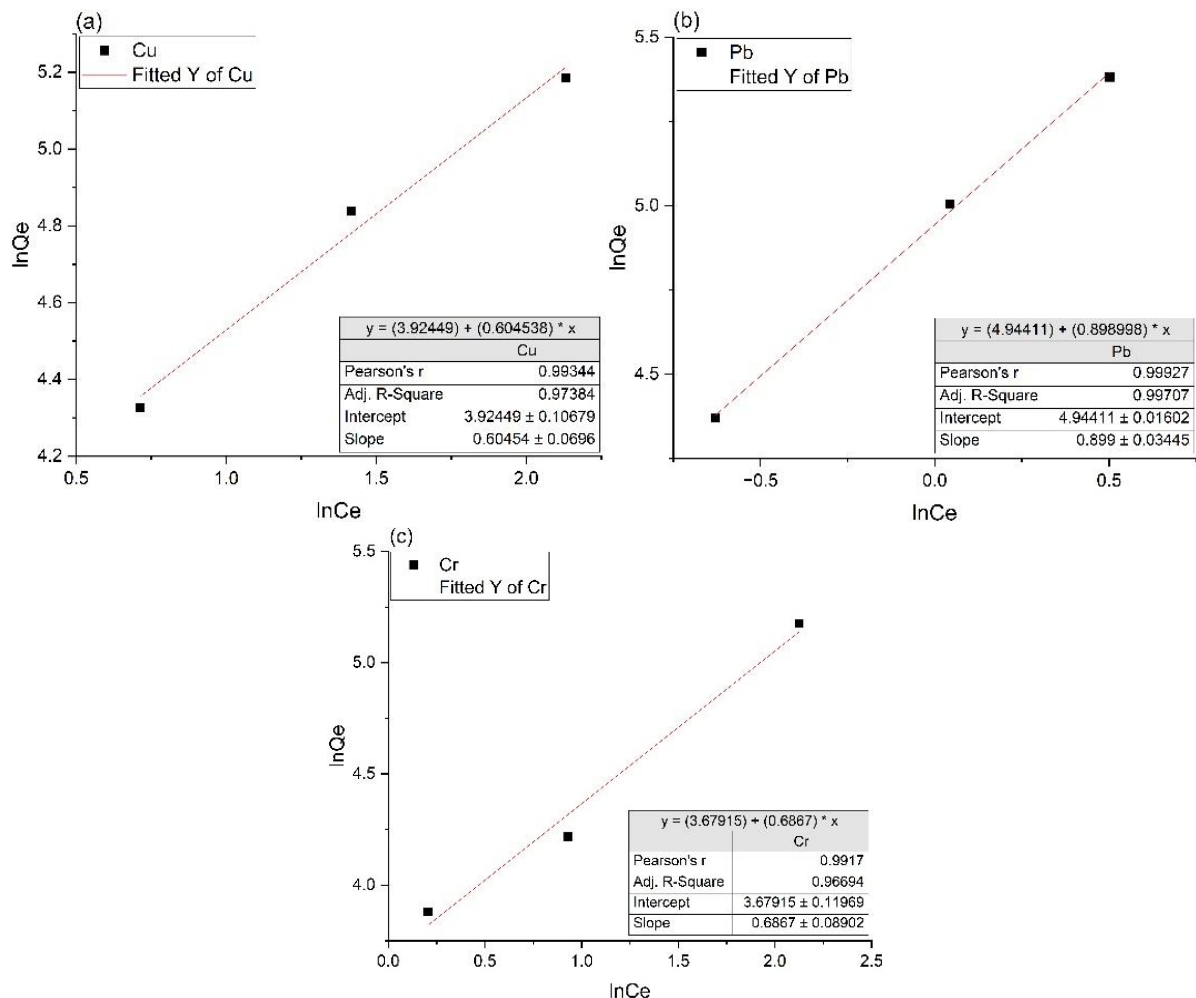 (a)
Cu
Fitted Y of Cu
5.2
5.0
4.8
4.6
4.4
4.2
lnQe
0.5
1.0
1.5
2.0
lnCe
y = (3.92449) + (0.604538) * x
Cu
Pearson's r 0.99344
Adj. R-Square 0.97384
Intercept 3.92449 ± 0.10679
Slope 0.60454 ± 0.0696
(b)
Pb
Fitted Y of Pb
5.5
5.0
4.5
lnQe
−0.5
0.0
0.5
lnCe
y = (4.94411) + (0.898998) * x
Pb
Pearson's r 0.99927
Adj. R-Square 0.99707
Intercept 4.94411 ± 0.01602
Slope 0.899 ± 0.03445
(c)
Cr
Fitted Y of Cr
5.5
5.0
4.5
4.0
lnQe
0.0
0.5
1.0
1.5
2.0
2.5
lnCe
y = (3.67915) + (0.6867) * x
Cr
Pearson's r 0.9917
Adj. R-Square 0.96694
Intercept 3.67915 ± 0.11969
Slope 0.6867 ± 0.08902